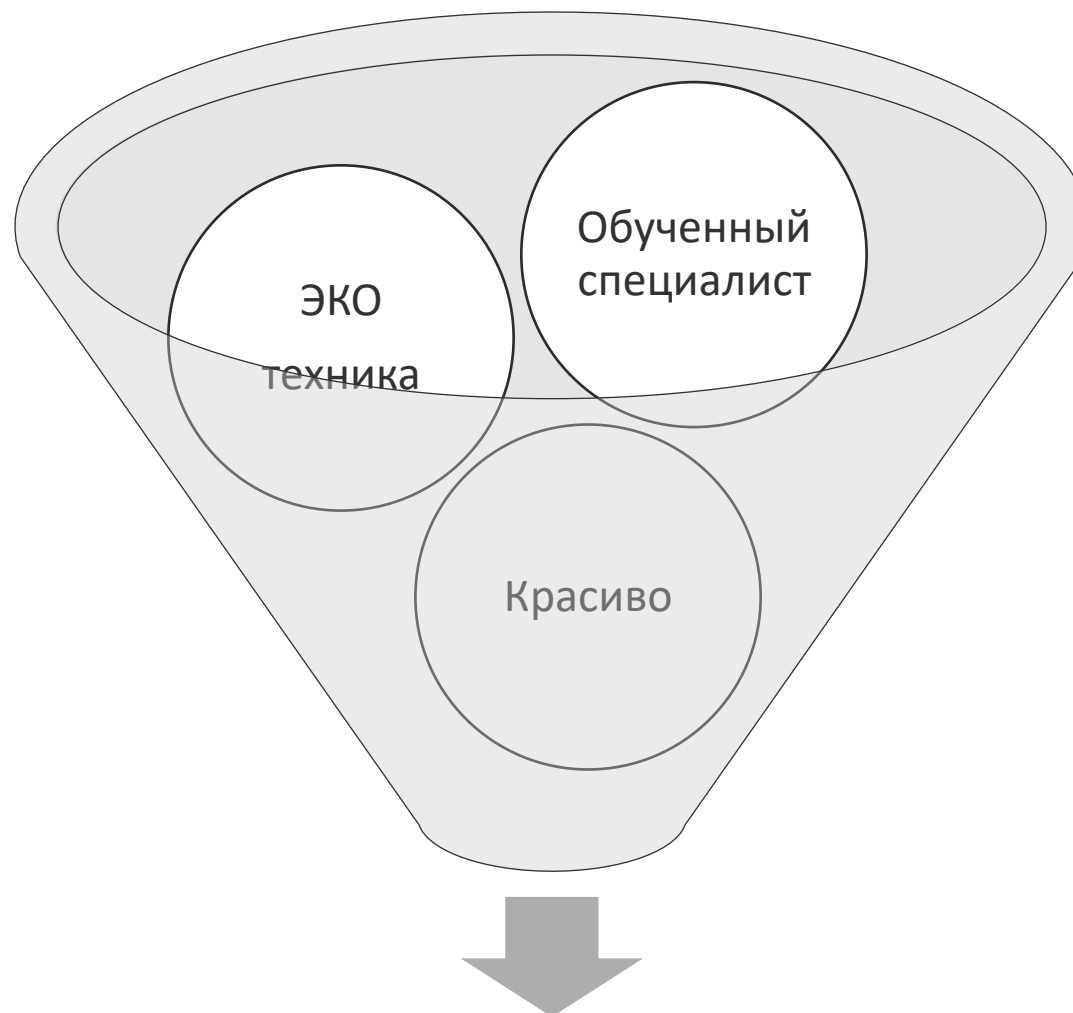 Обученный
специалист
ЭКО
техника
Красиво